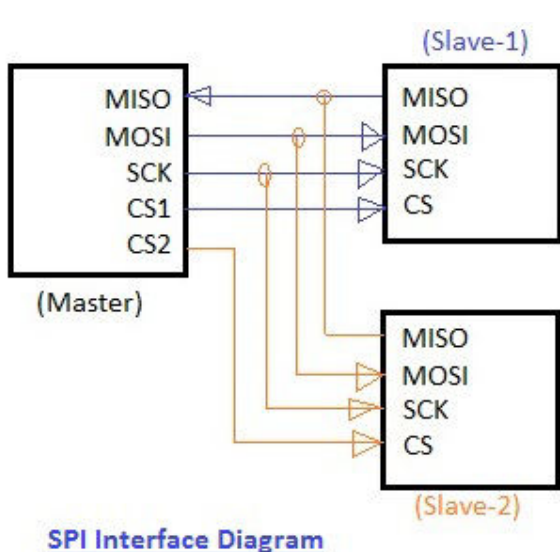 (Slave-1)
MISO
MOSI
SCK
CS1
CS2
(Master)
MISO
MOSI
SCK
CS
MISO
MOSI
SCK
CS
(Slave-2)
SPI Interface Diagram